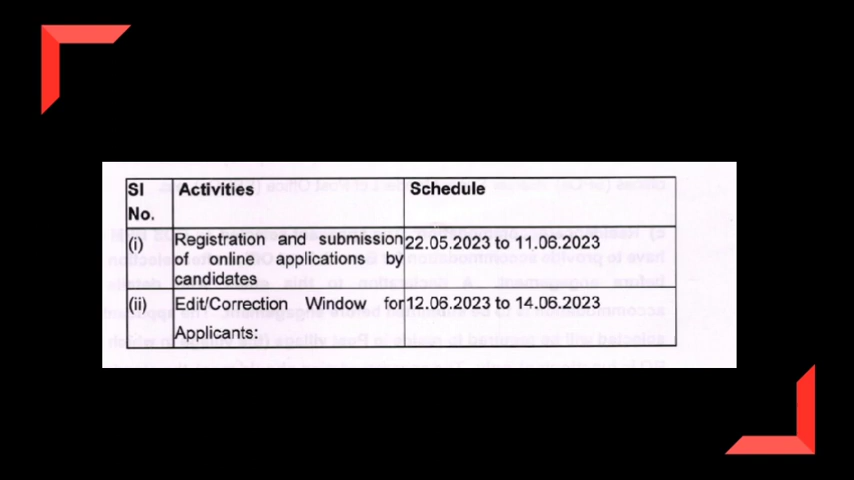 Sl
No.
Activities
Schedule
(i)
Registration and submission
of online applications by
candidates
22.05.2023 to 11.06.2023
(ii)
Edit/Correction Window for
Applicants:
12.06.2023 to 14.06.2023